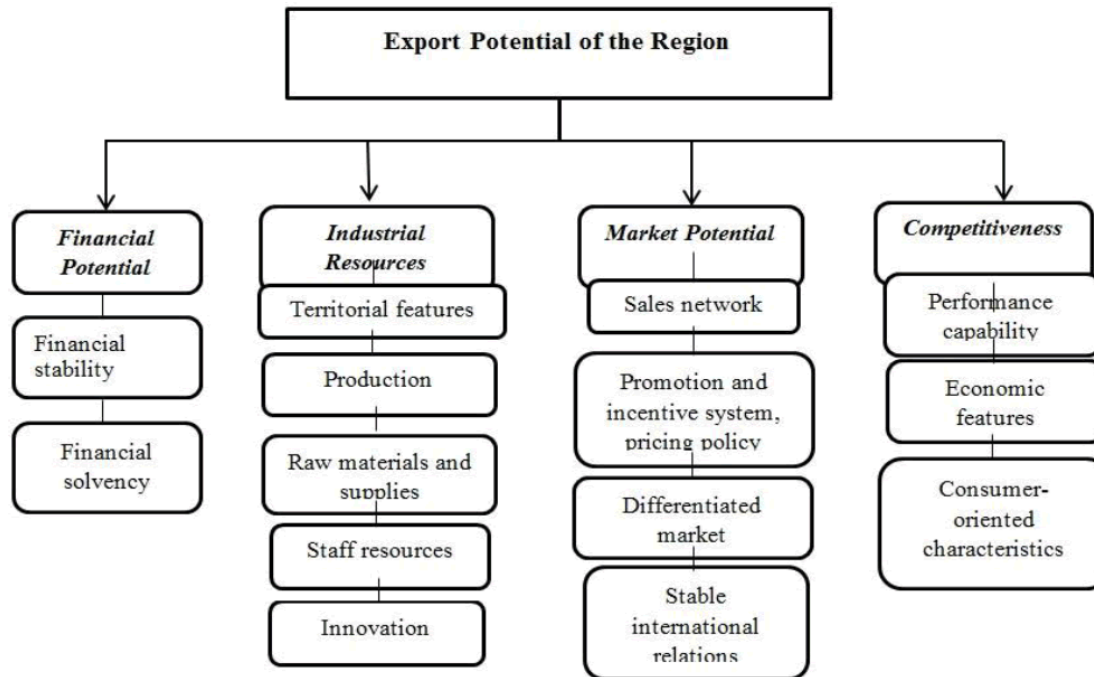 Export Potential of the Region
Financial
Potential
Financial
stability
Financial
solvency
Industrial
Resources
Territorial features
Production
Raw materials and
supplies
Staff resources
Innovation
Market Potential
Sales network
Promotion and
incentive system,
pricing policy
Differentiated
market
Stable
international
relations
Competitiveness
Performance
capability
Economic
features
Consumer-
oriented
characteristics